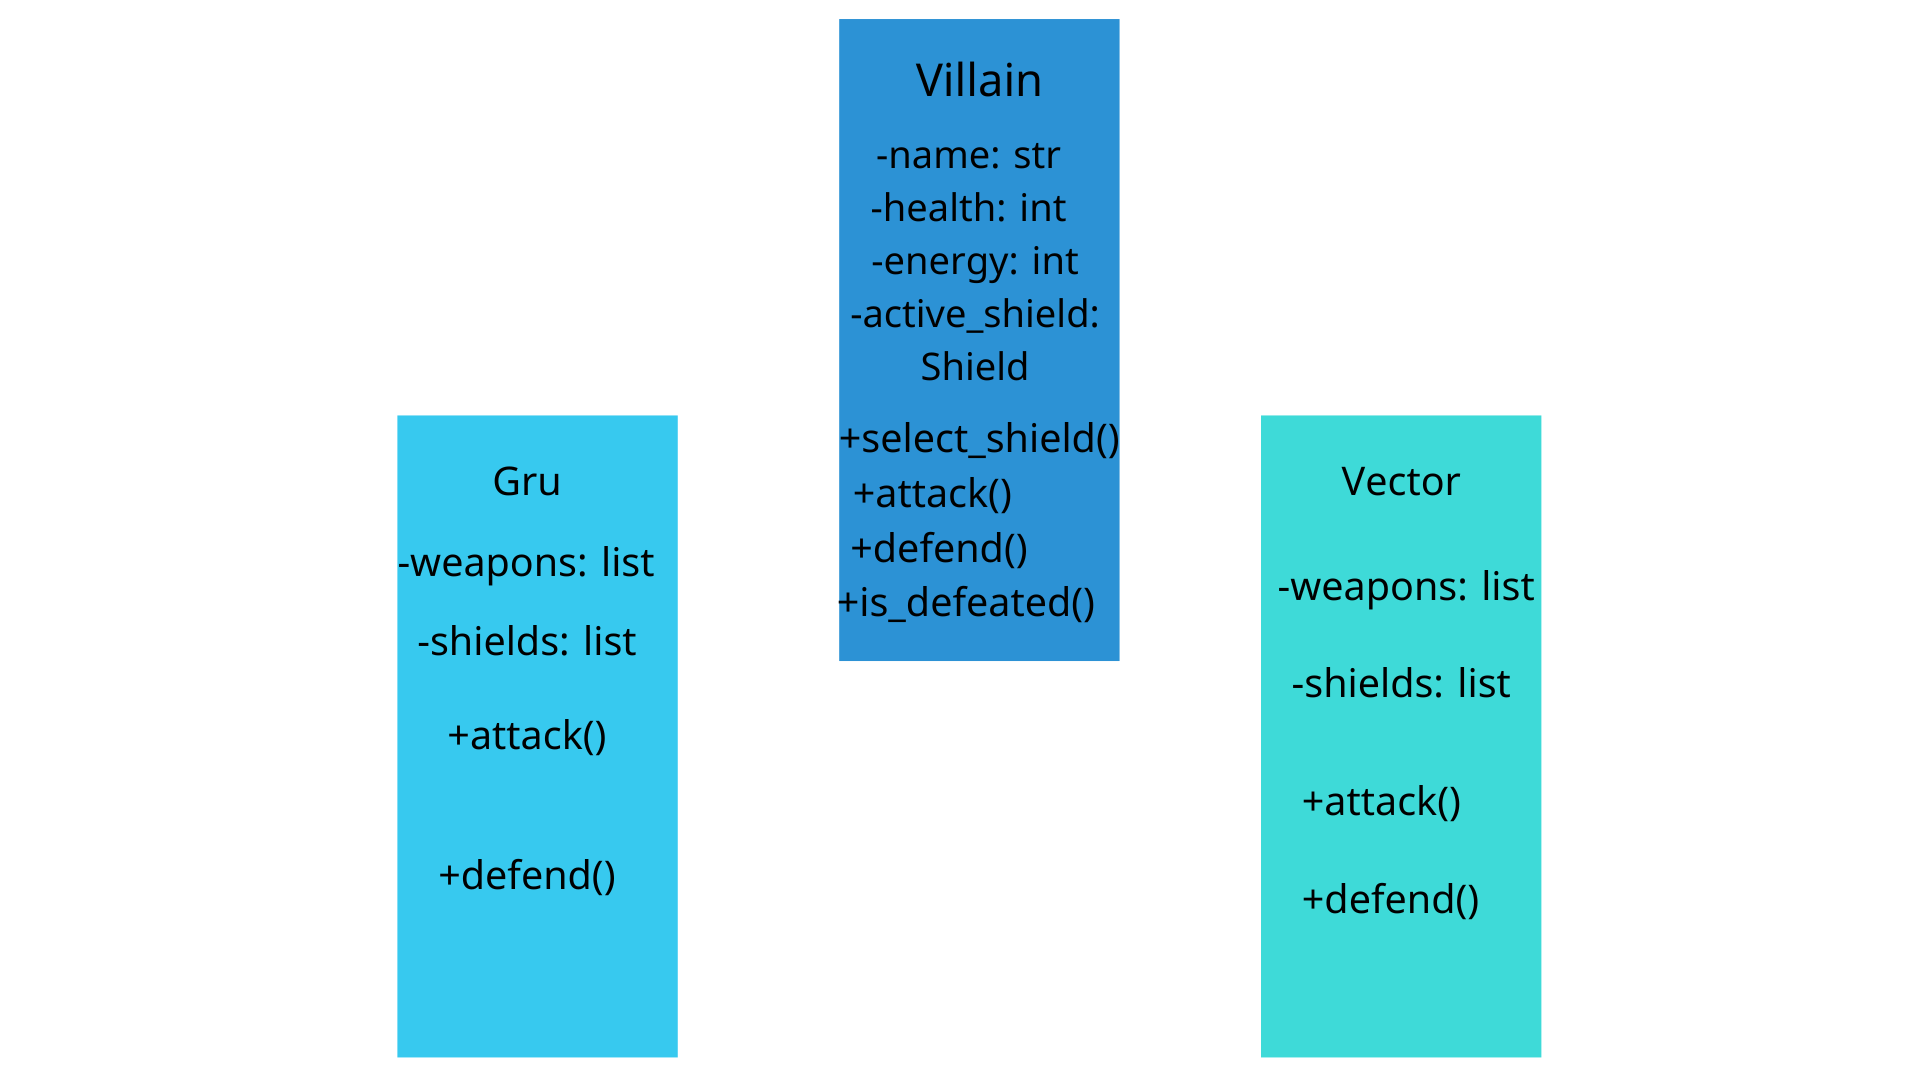 Villain
-name: str
-health: int
-energy: int
-active_shield:
Shield
+select_shield()
+attack()
+defend()
+is_defeated()
Gru
-weapons: list
-shields: list
+attack()
+defend()
Vector
-weapons: list
-shields: list
+attack()
+defend()